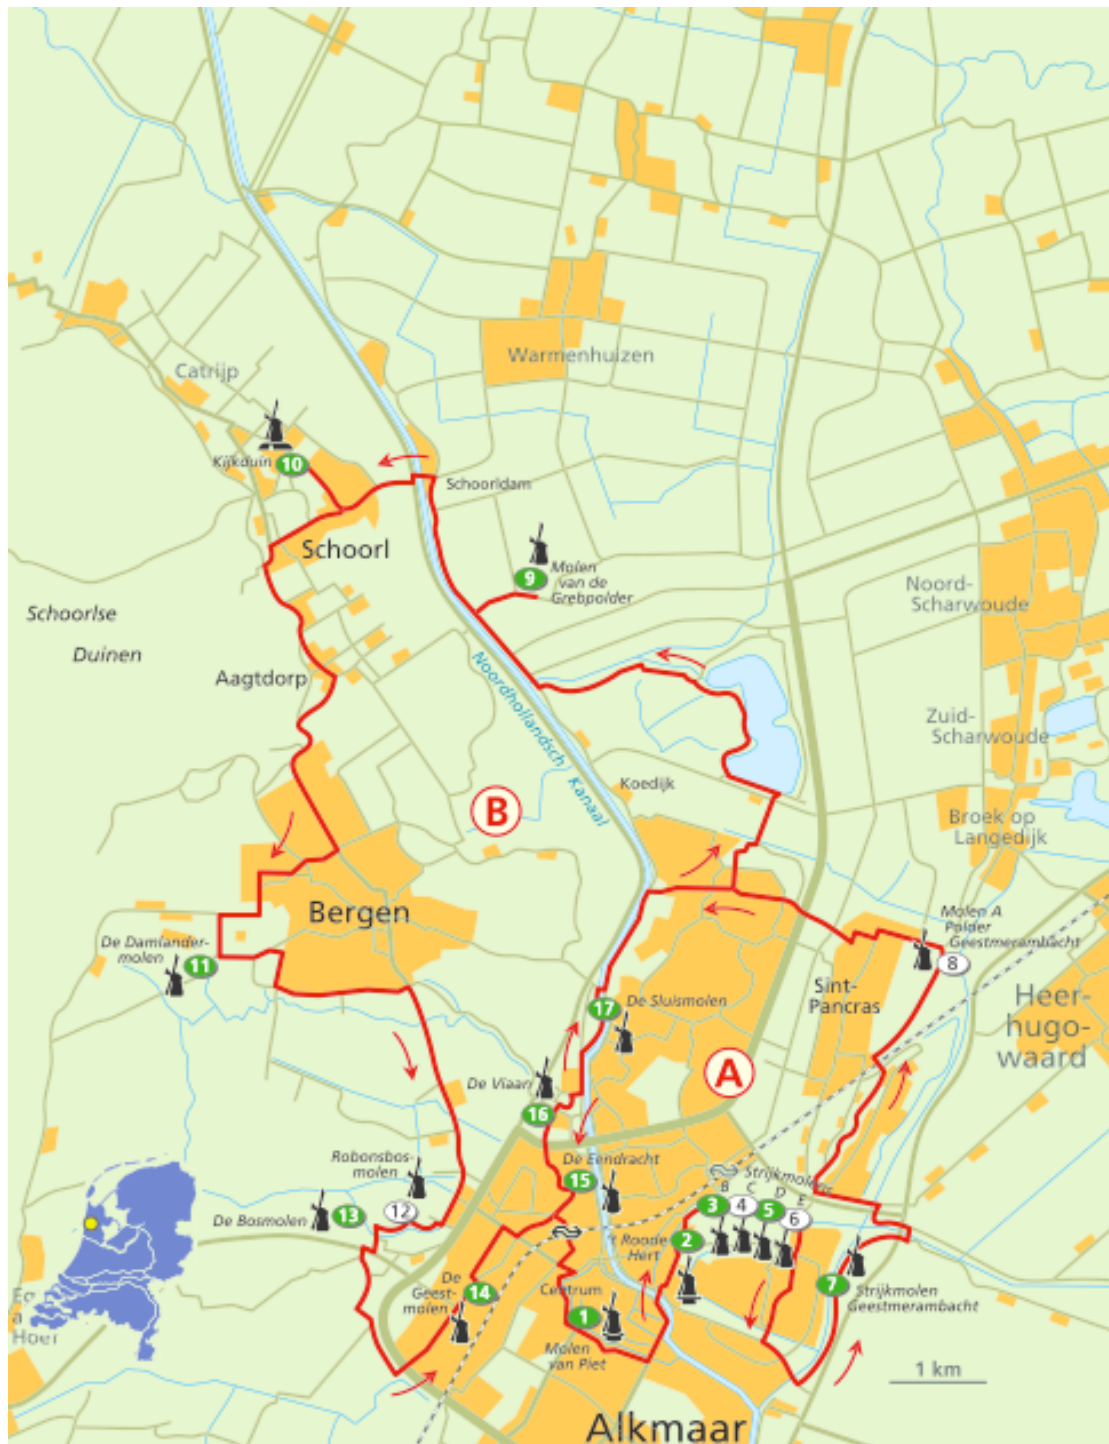 Warmenhuizen
Catrijp
Kijkduin
10
Schoorldam
Schoorl
9
Molen
van de
Grebpolder
Noord-
Scharwoude
Schoorlse
Duinen
Aagtdorp
Noordhollandsch Kanaal
Zuid-
Scharwoude
Koedijk
B
Broek op
Langedijk
Bergen
Molen A
Polder
Geestmerambacht
8
De Damlander-
molen
11
Sint-
Pancras
Heer-
hugo-
waard
17
De Sluismolen
A
De Vlaan
16
De Eendracht
15
Strijkmolens
B
C
D
E
3
4
5
6
Robonsbos-
molen
12
De Bosmolen
13
't Roode
Hert
2
De
Geest-
molen
14
Centrum
1
Molen
van Piet
7
Strijkmolen
Geestmerambacht
a
Hoef
1 km
Alkmaar